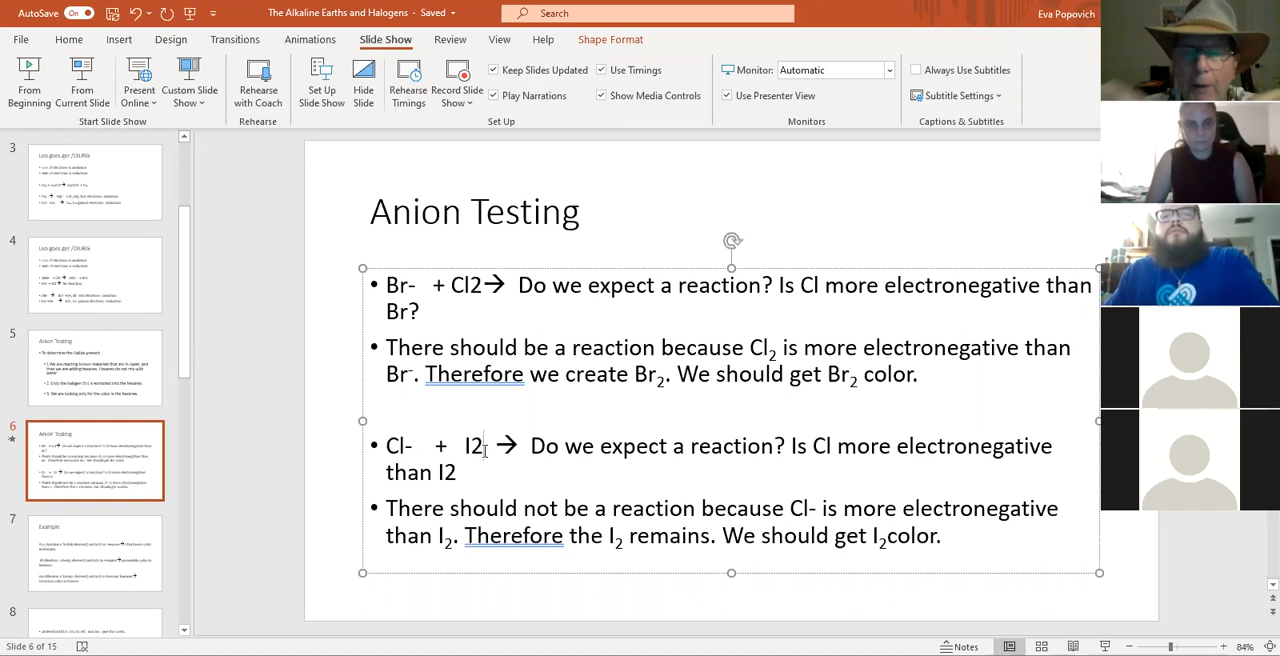 AutoSave On The Alkaline Earths and Halogens - Saved Search Eva Popovich
File Home Insert Design Transitions Animations Slide Show Review View Help Shape Format
From Beginning
From Current Slide
Present Online
Custom Slide Show
Start Slide Show
Rehearse with Coach
Rehearse
Set Up Slide Show
Hide Slide
Rehearse Timings
Record Slide Show
Keep Slides Updated
Play Narrations
Use Timings
Show Media Controls
Set Up
Monitor: Automatic
Use Presenter View
Monitors
Always Use Subtitles
Subtitle Settings
Captions & Subtitles
3
4
5
Anion Testing
6
Anion Testing
7
Example
8
Anion Testing
• Br-  + Cl2→ Do we expect a reaction? Is Cl more electronegative than
Br?
• There should be a reaction because Cl₂ is more electronegative than
Br⁻. Therefore we create Br₂. We should get Br₂ color.
• Cl-  +  I2 → Do we expect a reaction? Is Cl more electronegative
than I2
• There should not be a reaction because Cl- is more electronegative
than I₂. Therefore the I₂ remains. We should get I₂color.
Slide 6 of 15 Notes 84%